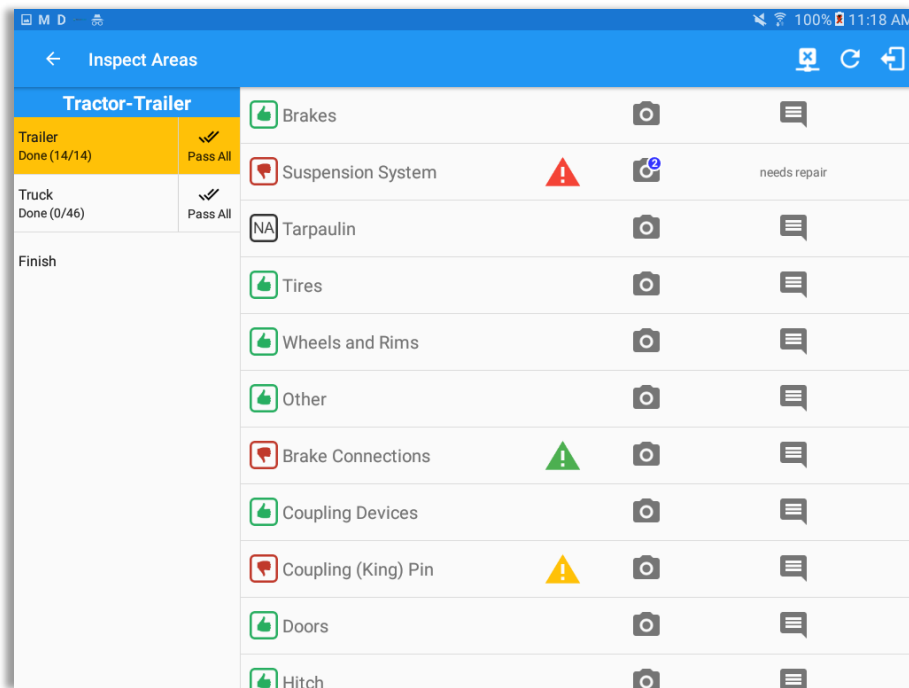 M D
100% 11:18 AM
Inspect Areas
Tractor-Trailer
Trailer
Done (14/14)
Pass All
Truck
Done (0/46)
Pass All
Finish
Brakes
Suspension System
2
needs repair
NA Tarpaulin
Tires
Wheels and Rims
Other
Brake Connections
Coupling Devices
Coupling (King) Pin
Doors
Hitch